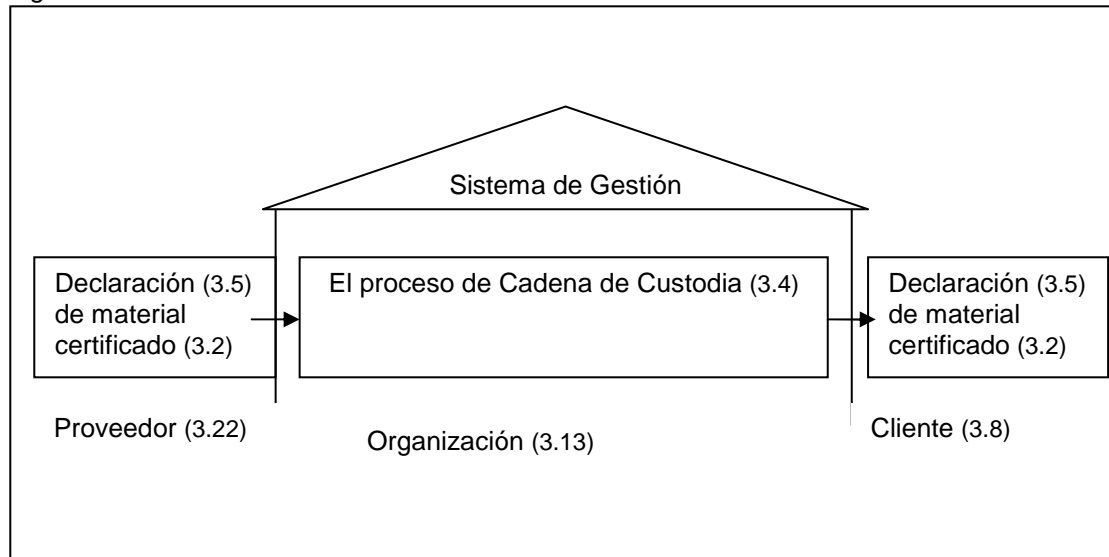 Sistema de Gestión
Declaración (3.5)
de material
certificado (3.2)
El proceso de Cadena de Custodia (3.4)
Declaración (3.5)
de material
certificado (3.2)
Proveedor (3.22)
Organización (3.13)
Cliente (3.8)